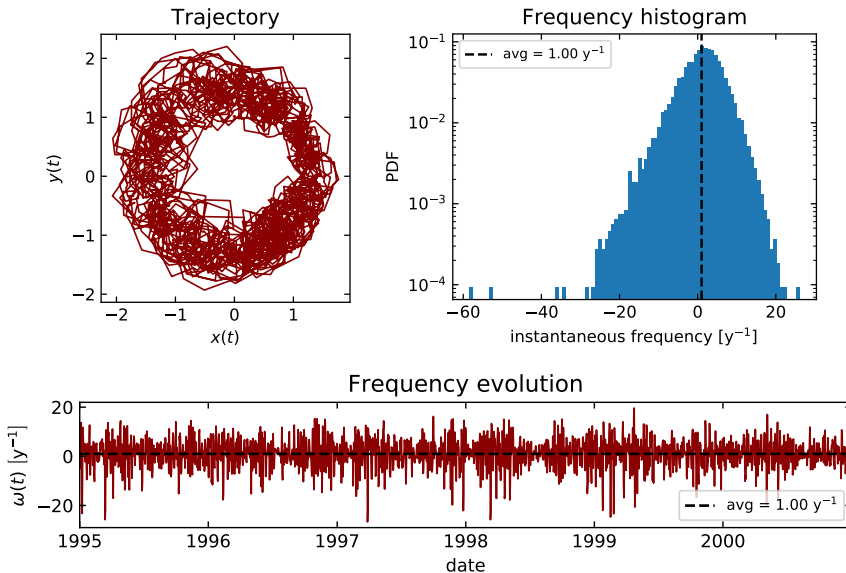 Trajectory
2
1
0
−1
−2
y(t)
−2 −1 0 1
x(t)
Frequency histogram
avg = 1.00 y⁻¹
10⁻¹
10⁻²
10⁻³
10⁻⁴
PDF
−60 −40 −20 0 20
instantaneous frequency [y⁻¹]
Frequency evolution
20
0
−20
ω(t) [y⁻¹]
avg = 1.00 y⁻¹
1995 1996 1997 1998 1999 2000
date